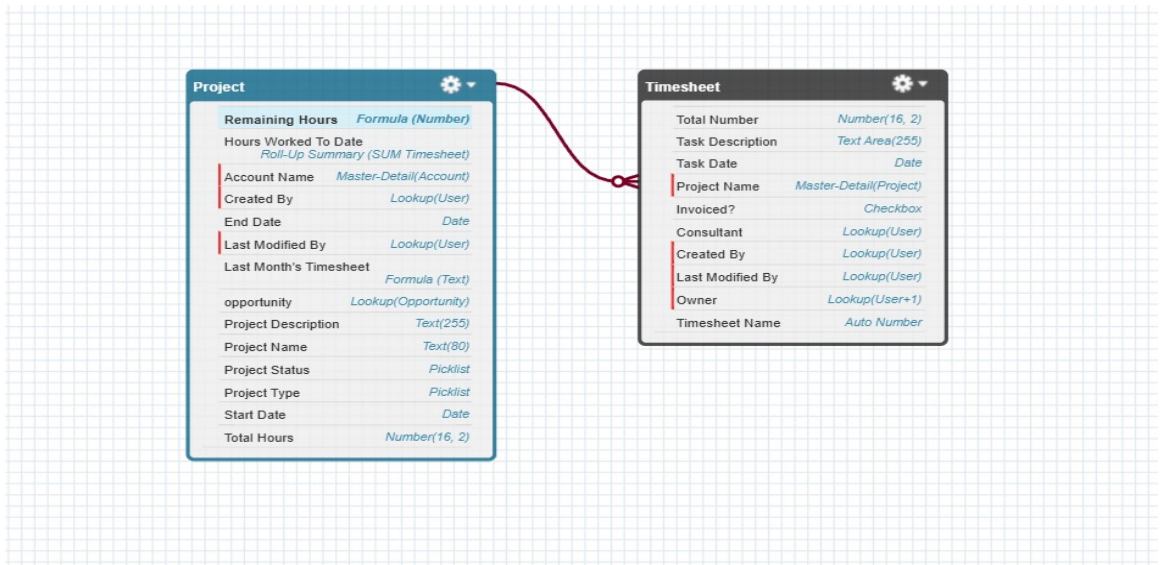 Project
Remaining Hours Formula (Number)
Hours Worked To Date
Roll-Up Summary (SUM Timesheet)
Account Name Master-Detail(Account)
Created By Lookup(User)
End Date Date
Last Modified By Lookup(User)
Last Month's Timesheet
Formula (Text)
opportunity Lookup(Opportunity)
Project Description Text(255)
Project Name Text(80)
Project Status Picklist
Project Type Picklist
Start Date Date
Total Hours Number(16, 2)
Timesheet
Total Number Number(16, 2)
Task Description Text Area(255)
Task Date Date
Project Name Master-Detail(Project)
Invoiced? Checkbox
Consultant Lookup(User)
Created By Lookup(User)
Last Modified By Lookup(User)
Owner Lookup(User+1)
Timesheet Name Auto Number